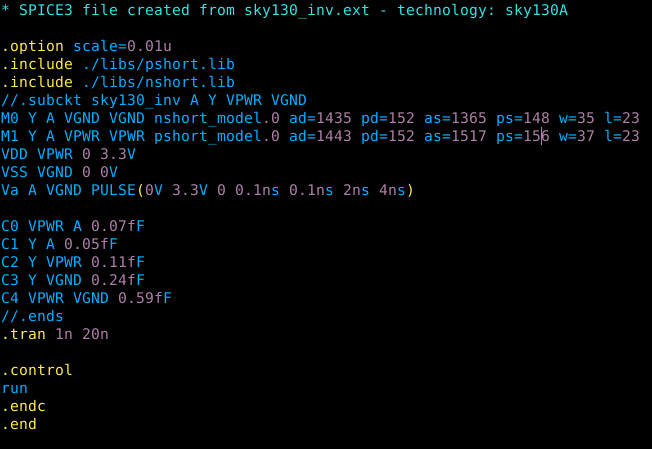 * SPICE3 file created from sky130_inv.ext - technology: sky130A
.option scale=0.01u
.include ./libs/pshort.lib
.include ./libs/nshort.lib
//.subckt sky130_inv A Y VPWR VGND
M0 Y A VGND VGND nshort_model.0 ad=1435 pd=152 as=1365 ps=148 w=35 l=23
M1 Y A VPWR VPWR pshort_model.0 ad=1443 pd=152 as=1517 ps=156 w=37 l=23
VDD VPWR 0 3.3V
VSS VGND 0 0V
Va A VGND PULSE(0V 3.3V 0 0.1ns 0.1ns 2ns 4ns)
C0 VPWR A 0.07fF
C1 Y A 0.05fF
C2 Y VPWR 0.11fF
C3 Y VGND 0.24fF
C4 VPWR VGND 0.59fF
//.ends
.tran 1n 20n
.control
run
.endc
.end